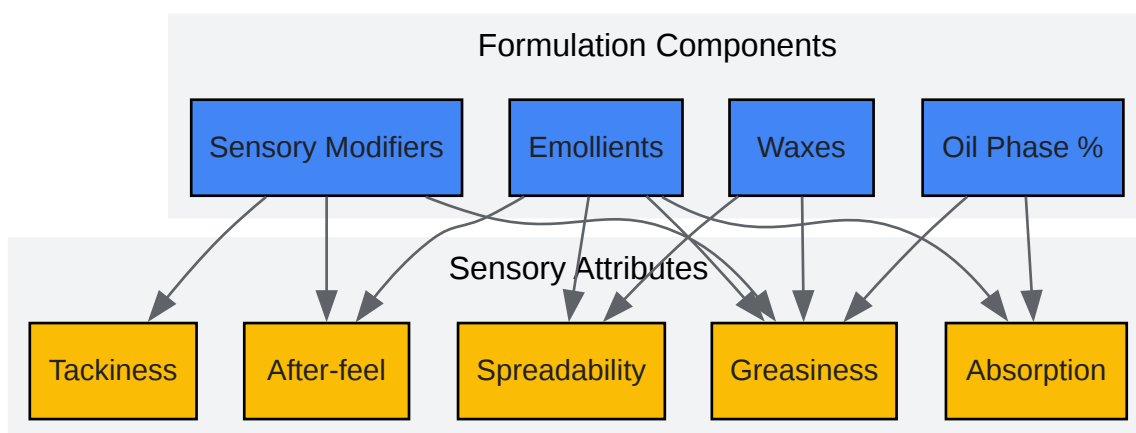 Formulation Components
Sensory Modifiers
Emollients
Waxes
Oil Phase %
Sensory Attributes
Tackiness
After-feel
Spreadability
Greasiness
Absorption